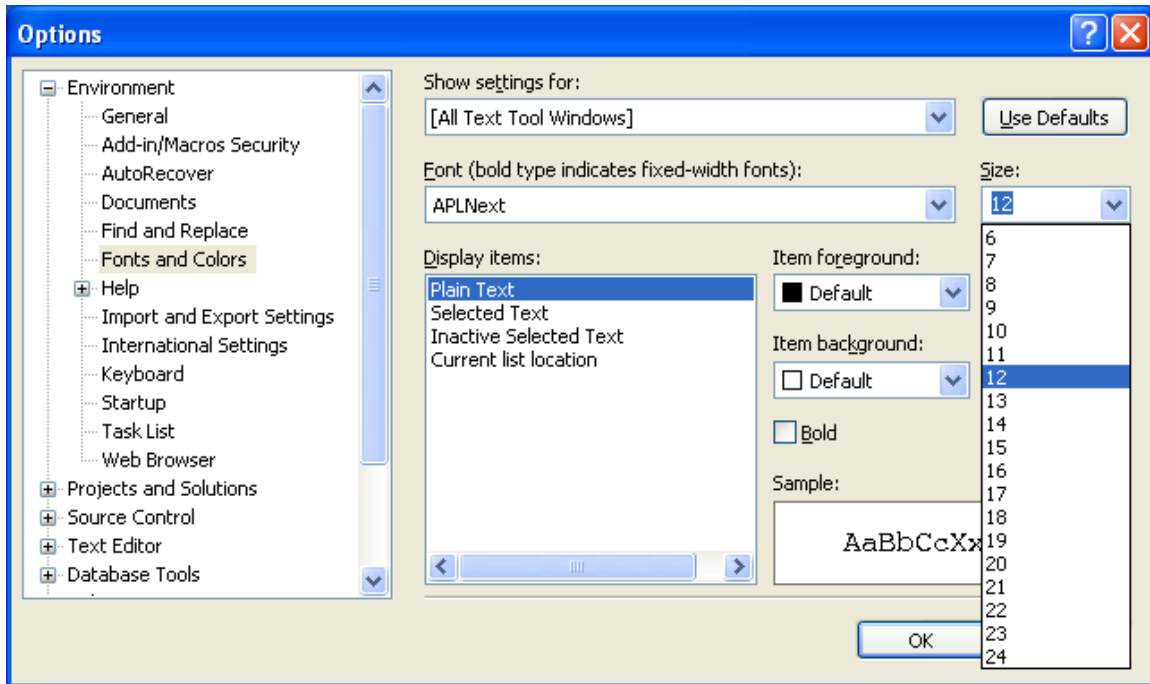 Options
Environment
General
Add-in/Macros Security
AutoRecover
Documents
Find and Replace
Fonts and Colors
Help
Import and Export Settings
International Settings
Keyboard
Startup
Task List
Web Browser
Projects and Solutions
Source Control
Text Editor
Database Tools
Show settings for:
[All Text Tool Windows]
Use Defaults
Font (bold type indicates fixed-width fonts):
Size:
APLNext
12
Display items:
Plain Text
Selected Text
Inactive Selected Text
Current list location
Item foreground:
Default
Item background:
Default
Bold
Sample:
AaBbCcXx
OK
6
7
8
9
10
11
12
13
14
15
16
17
18
19
20
21
22
23
24